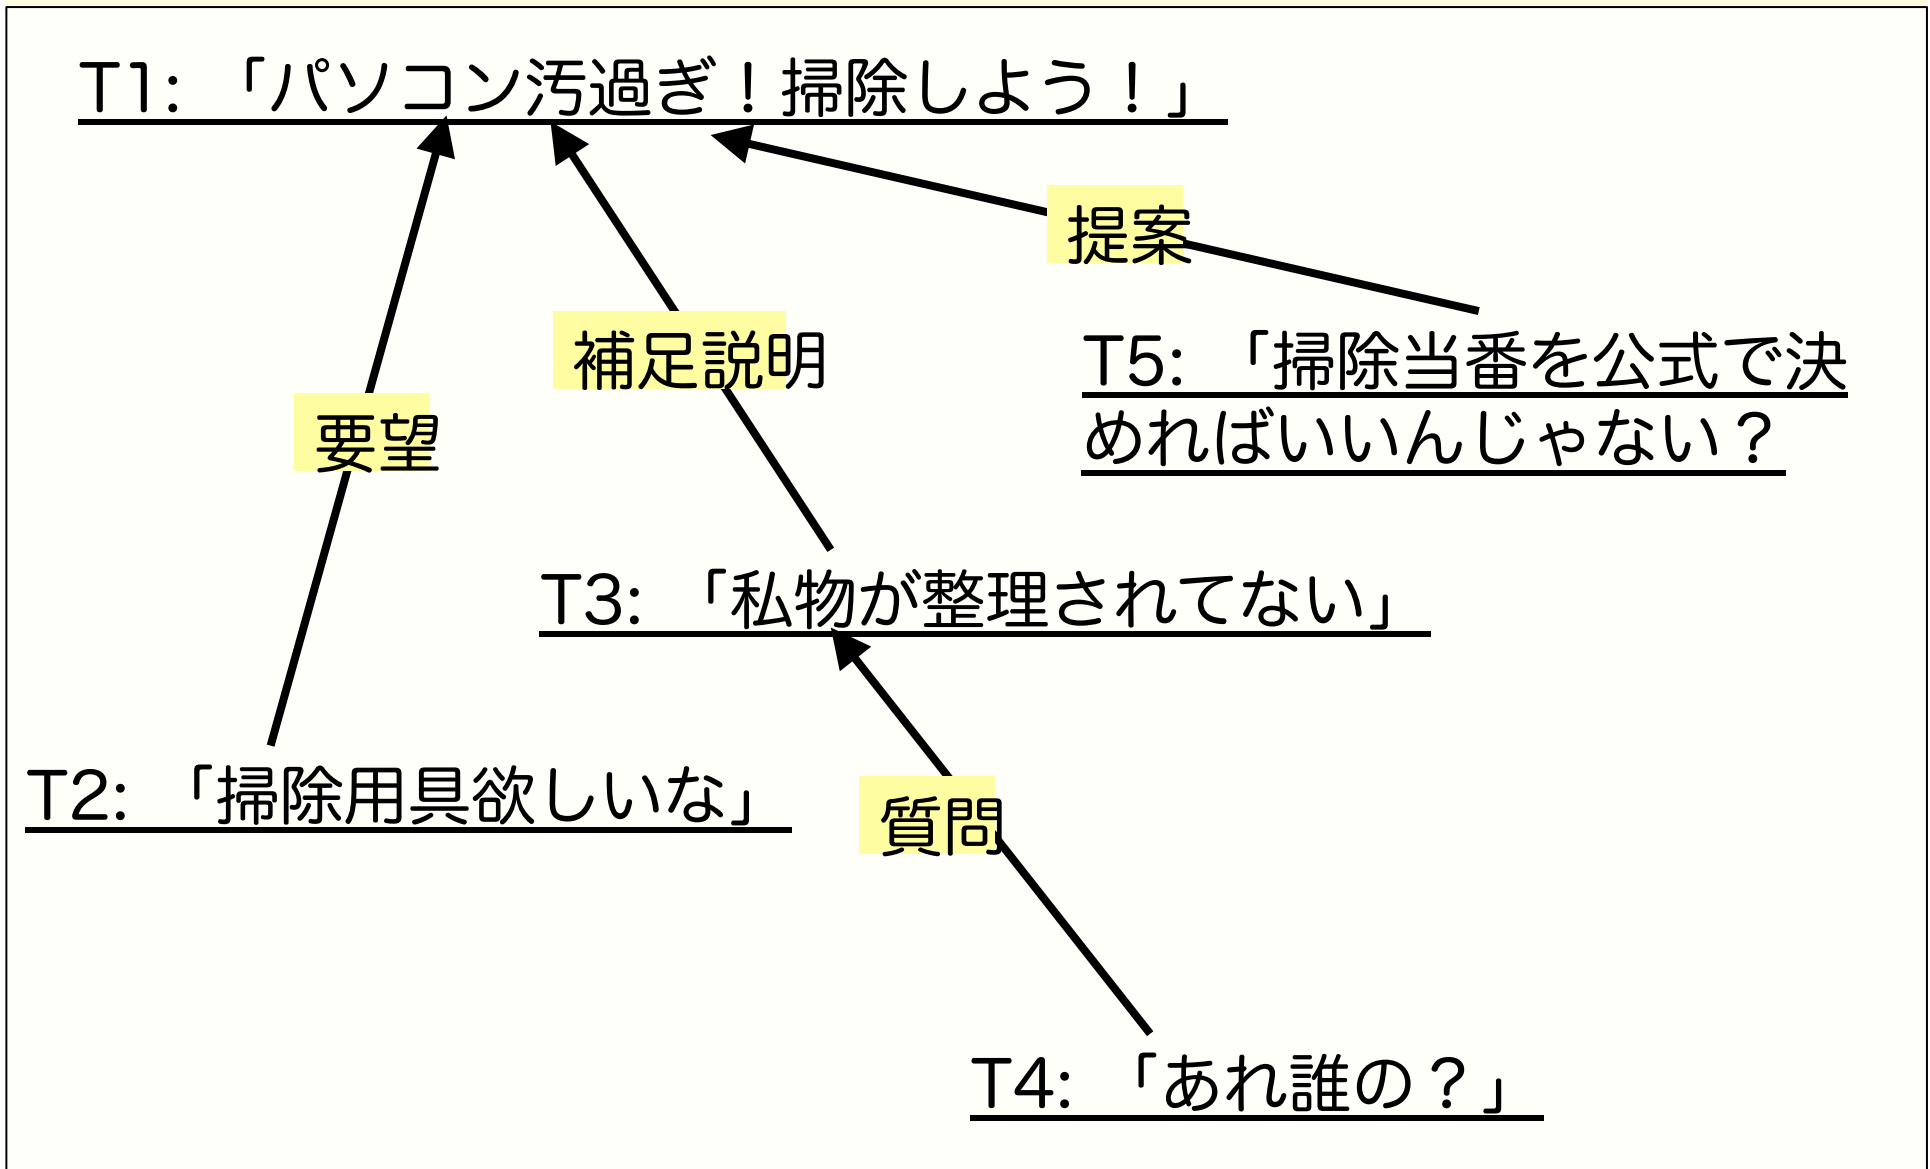 T1: 「パソコン汚過ぎ！掃除しよう！」
提案
補足説明
T5: 「掃除当番を公式で決
めればいいんじゃない？
要望
T3: 「私物が整理されてない」
T2: 「掃除用具欲しいな」
質問
T4: 「あれ誰の？」